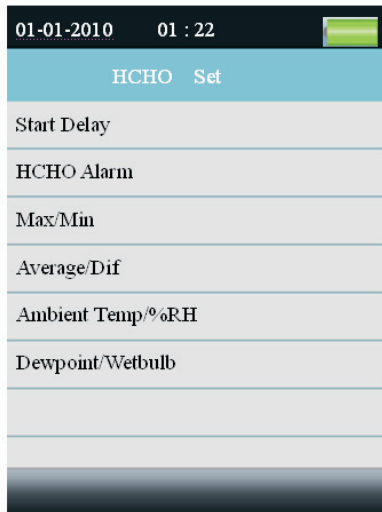 01-01-2010 01 : 22
HCHO Set
Start Delay
HCHO Alarm
Max/Min
Average/Dif
Ambient Temp/%RH
Dewpoint/Wetbulb